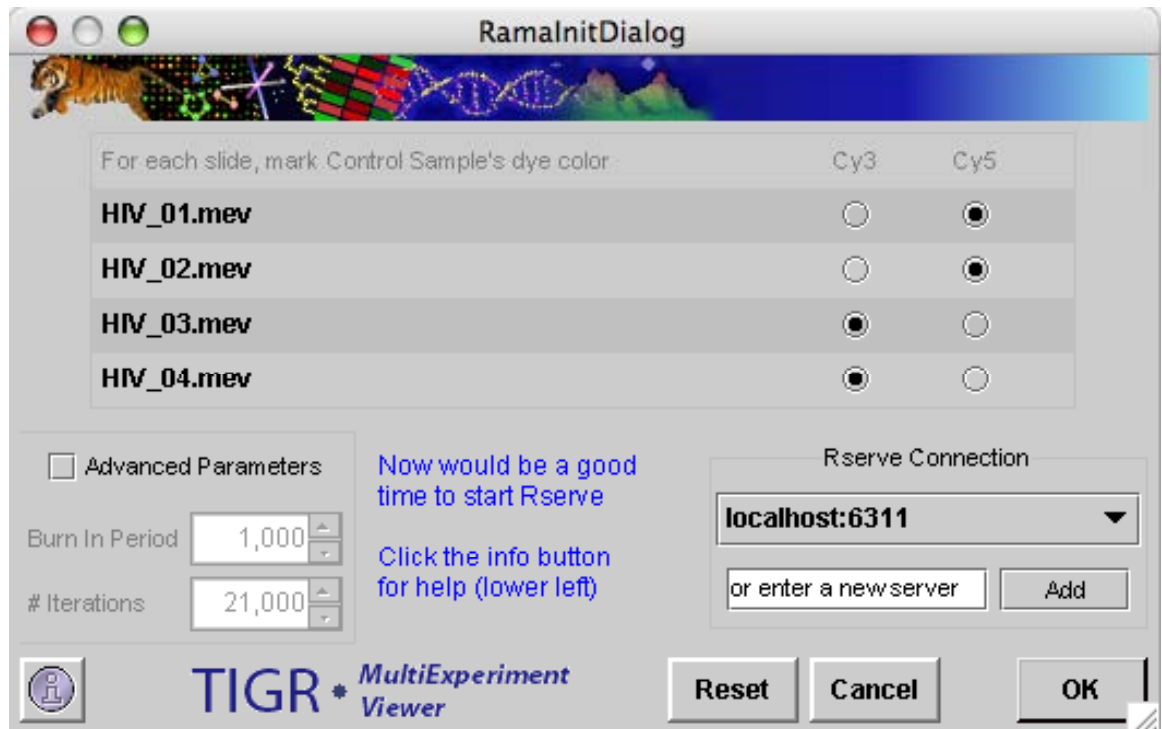 RamaInitDialog
For each slide, mark Control Sample's dye color Cy3 Cy5
HIV_01.mev
HIV_02.mev
HIV_03.mev
HIV_04.mev
Advanced Parameters
Burn In Period 1,000
# Iterations 21,000
Now would be a good
time to start Rserve
Click the info button
for help (lower left)
Rserve Connection
localhost:6311
or enter a new server Add
i
TIGR • MultiExperiment
Viewer
Reset Cancel OK